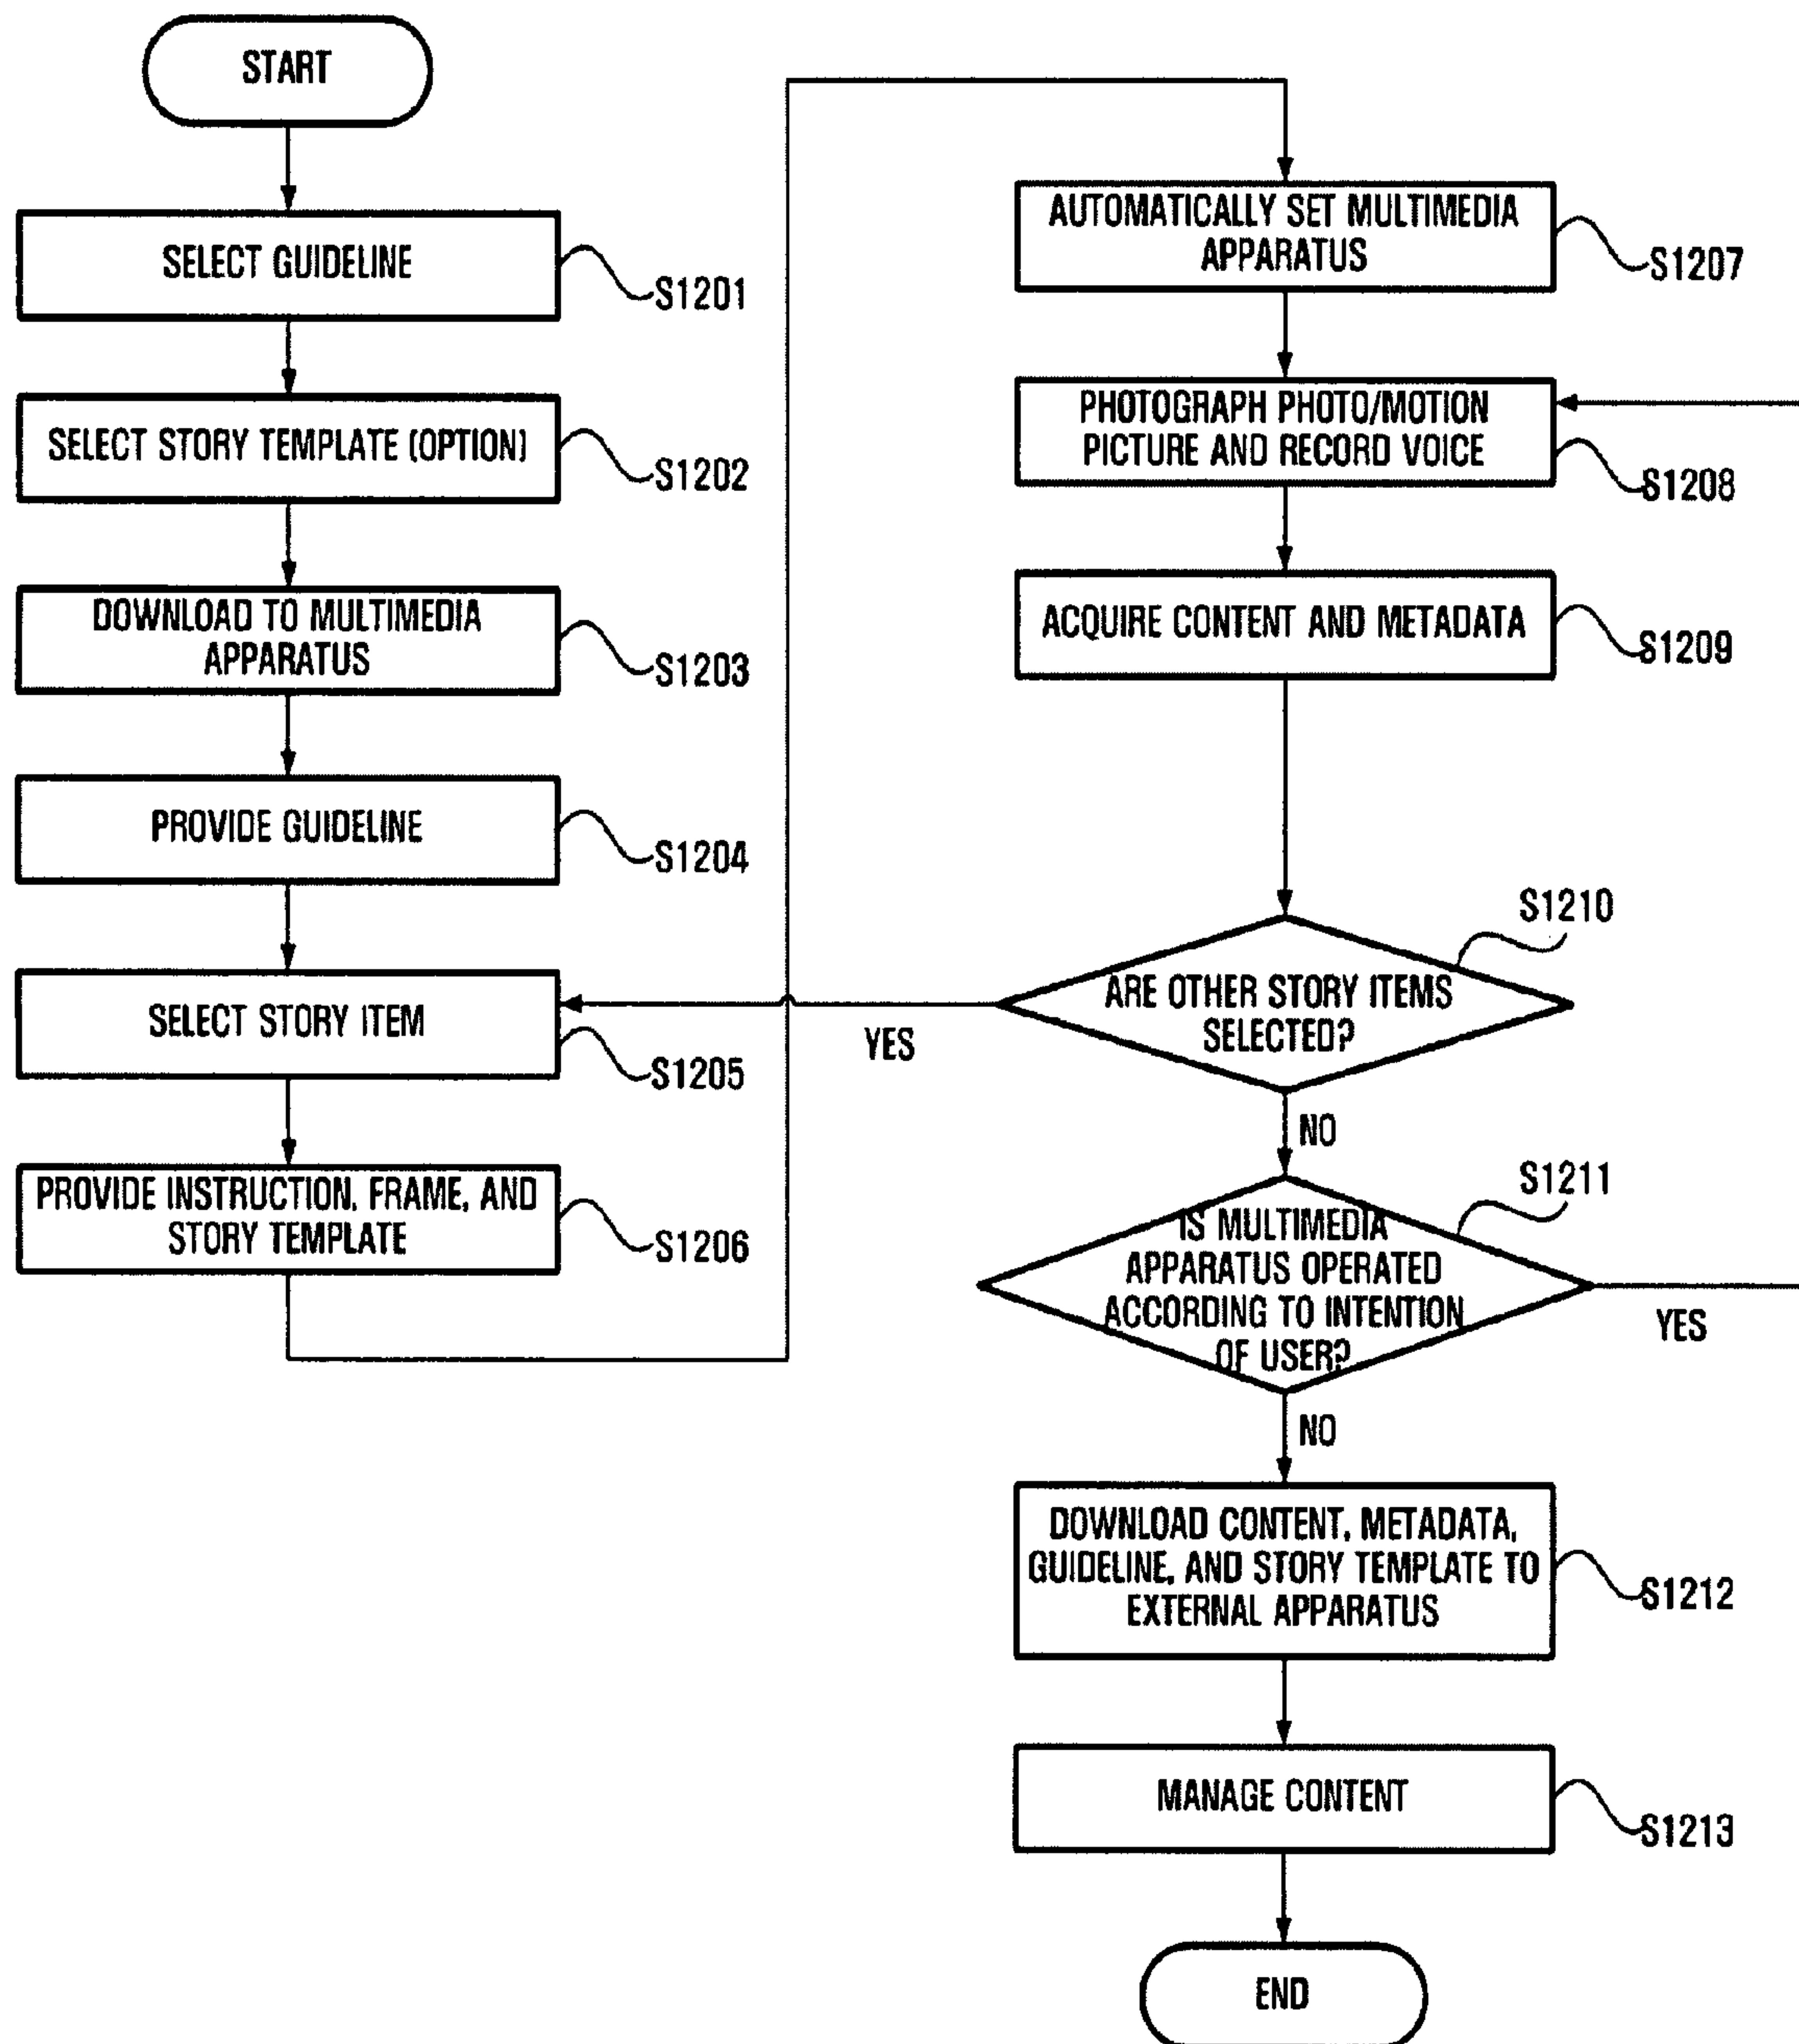 START
SELECT GUIDELINE
S1201
SELECT STORY TEMPLATE (OPTION)
S1202
DOWNLOAD TO MULTIMEDIA
APPARATUS
S1203
PROVIDE GUIDELINE
S1204
SELECT STORY ITEM
S1205
PROVIDE INSTRUCTION, FRAME, AND
STORY TEMPLATE
S1206
AUTOMATICALLY SET MULTIMEDIA
APPARATUS
S1207
PHOTOGRAPH PHOTO/MOTION
PICTURE AND RECORD VOICE
S1208
ACQUIRE CONTENT AND METADATA
S1209
S1210
ARE OTHER STORY ITEMS
SELECTED?
YES
NO
S1211
IS MULTIMEDIA
APPARATUS OPERATED
ACCORDING TO INTENTION
OF USER?
YES
NO
DOWNLOAD CONTENT, METADATA,
GUIDELINE, AND STORY TEMPLATE TO
EXTERNAL APPARATUS
S1212
MANAGE CONTENT
S1213
END